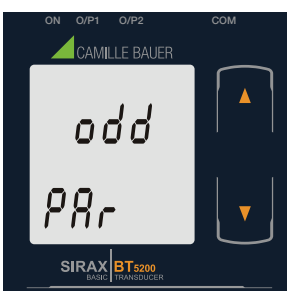 ON O/P1 O/P2 COM
CAMILLE BAUER
odd
PAr
SIRAX BT5200
BASIC TRANSDUCER